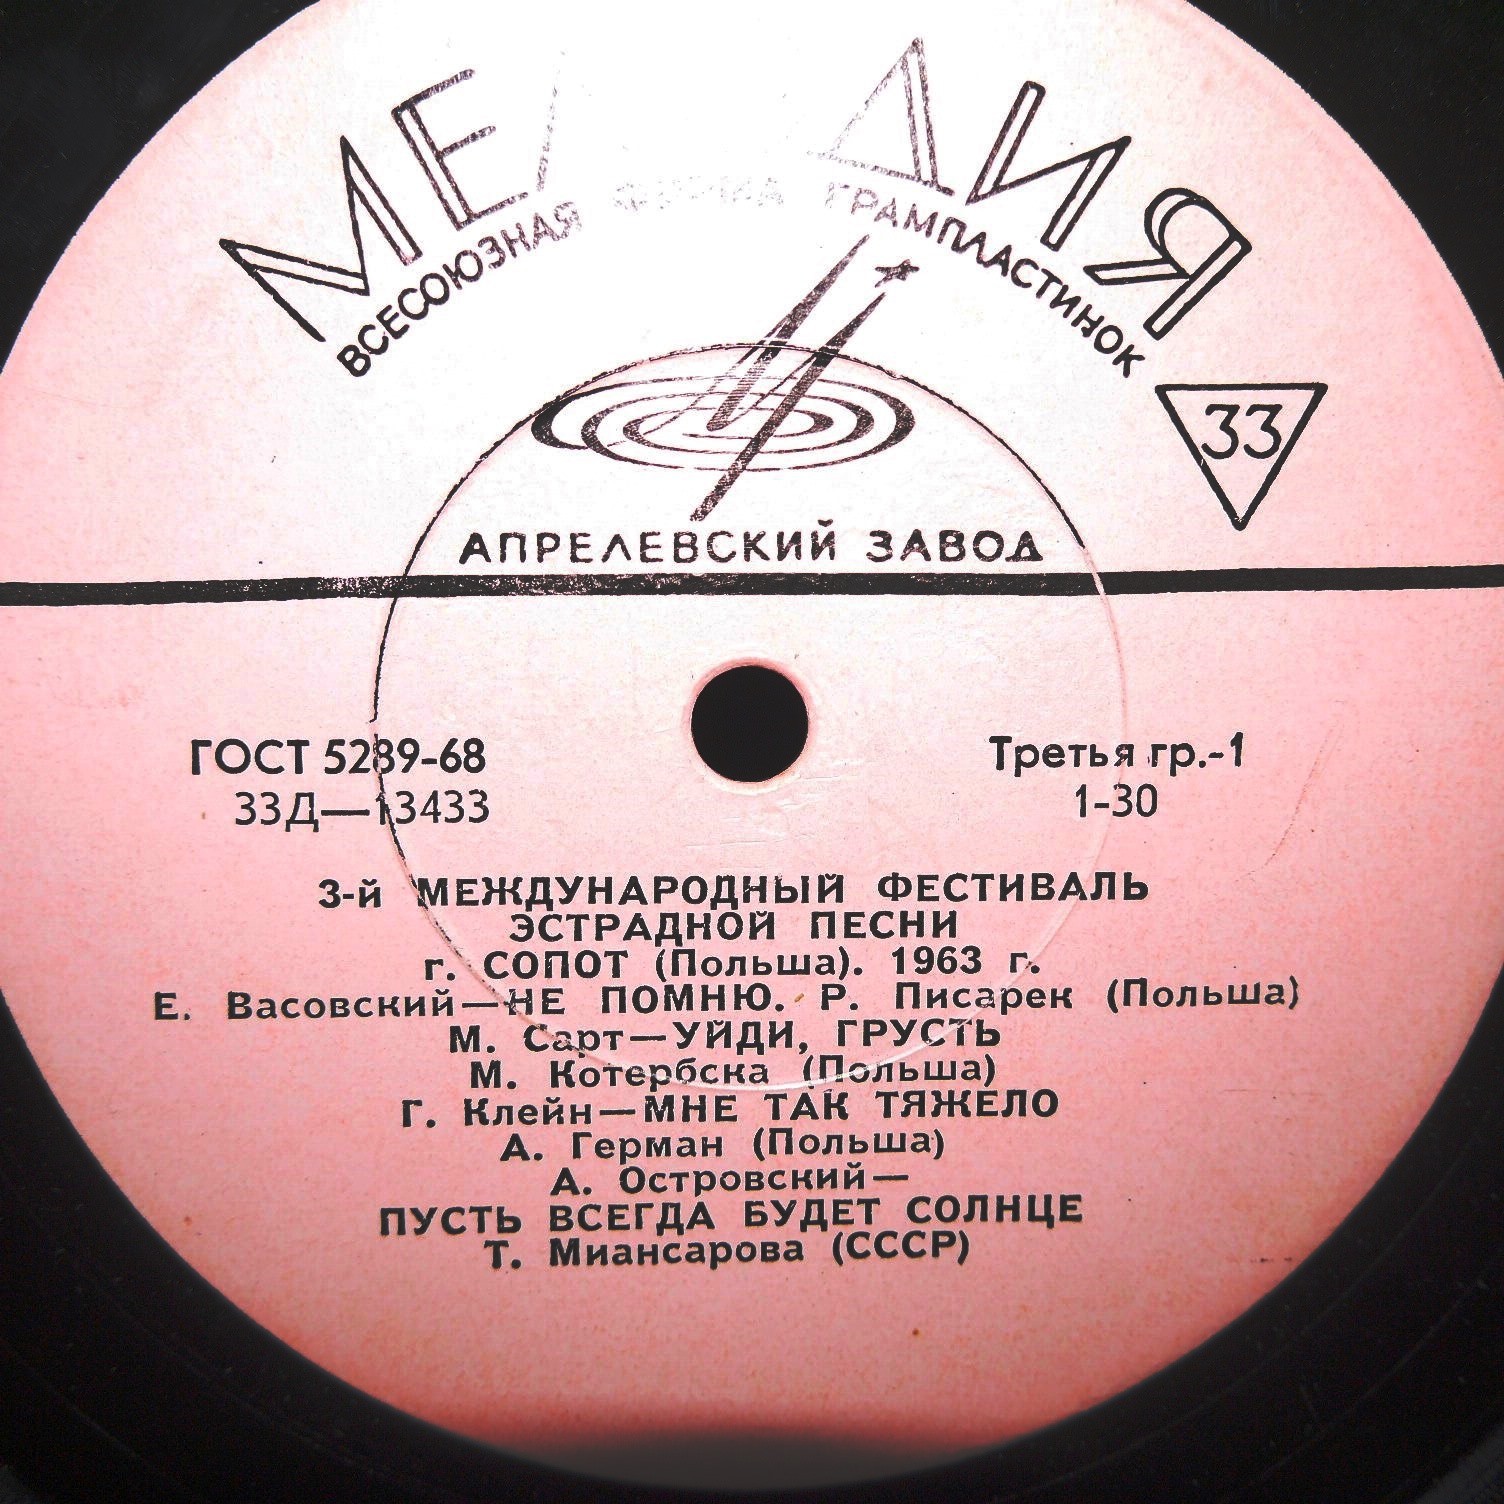 МЕЛОДИЯ
ВСЕСОЮЗНАЯ ФИРМА ГРАМПЛАСТИНОК
33
АПРЕЛЕВСКИЙ ЗАВОД
ГОСТ 5289-68
Третья гр.-1
33Д—13433
1-30
3-й МЕЖДУНАРОДНЫЙ ФЕСТИВАЛЬ
ЭСТРАДНОЙ ПЕСНИ
г. СОПОТ (Польша). 1963 г.
Е. Васовский—НЕ ПОМНЮ. Р. Писарек (Польша)
М. Сарт—УЙДИ, ГРУСТЬ
М. Котербска (Польша)
Г. Клейн—МНЕ ТАК ТЯЖЕЛО
А. Герман (Польша)
А. Островский—
ПУСТЬ ВСЕГДА БУДЕТ СОЛНЦЕ
Т. Миансарова (СССР)